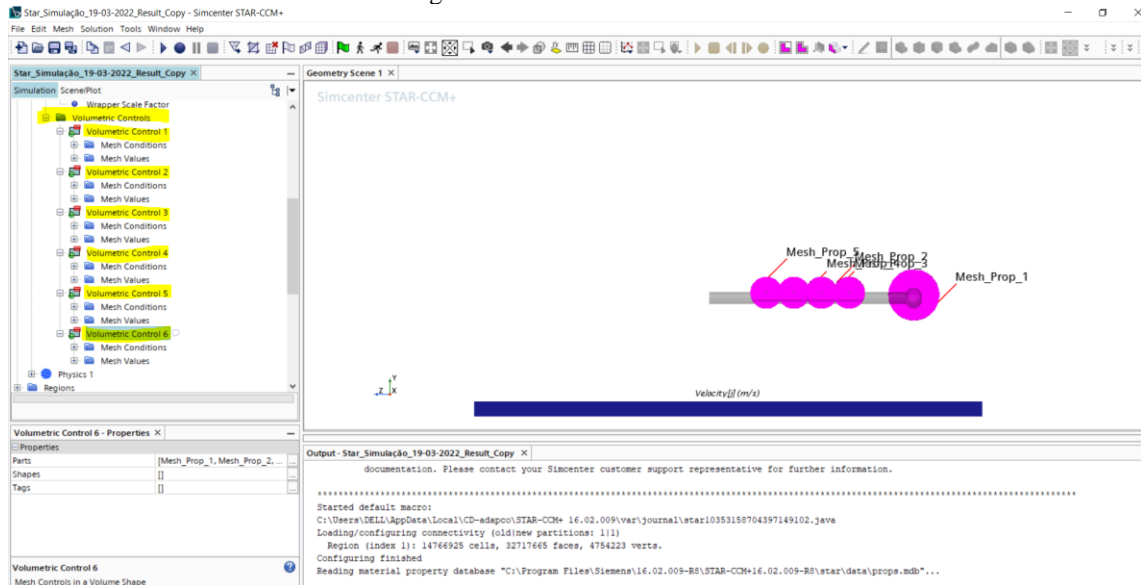 Star_Simulação_19-03-2022_Result_Copy - Simcenter STAR-CCM+
File Edit Mesh Solution Tools Window Help
Star_Simulação_19-03-2022_Result_Copy ×
Simulation Scene/Plot
Wrapper Scale Factor
Volumetric Controls
Volumetric Control 1
Mesh Conditions
Mesh Values
Volumetric Control 2
Mesh Conditions
Mesh Values
Volumetric Control 3
Mesh Conditions
Mesh Values
Volumetric Control 4
Mesh Conditions
Mesh Values
Volumetric Control 5
Mesh Conditions
Mesh Values
Volumetric Control 6
Mesh Conditions
Mesh Values
Physics 1
Regions
Volumetric Control 6 - Properties ×
Properties
Parts [Mesh_Prop_1, Mesh_Prop_2, ...
Shapes []
Tags []
Volumetric Control 6
Mesh Controls in a Volume Shape
Geometry Scene 1 ×
Simcenter STAR-CCM+
Mesh_Prop_5
Mesh_Prop_2
Mesh_Prop_4
Mesh_Prop_3
Mesh_Prop_1
Y
Z X
Velocity[j] (m/s)
Output - Star_Simulação_19-03-2022_Result_Copy ×
documentation. Please contact your Simcenter customer support representative for further information.
Started default macro:
C:\Users\DELL\AppData\Local\CD-adapco\STAR-CCM+ 16.02.009\var\journal\star10353158704397149102.java
Loading/configuring connectivity (old|new partitions: 1|1)
Region (index 1): 14766925 cells, 32717665 faces, 4754223 verts.
Configuring finished
Reading material property database "C:\Program Files\Siemens\16.02.009-R8\STAR-CCM+16.02.009-R8\star\data\props.mdb"...